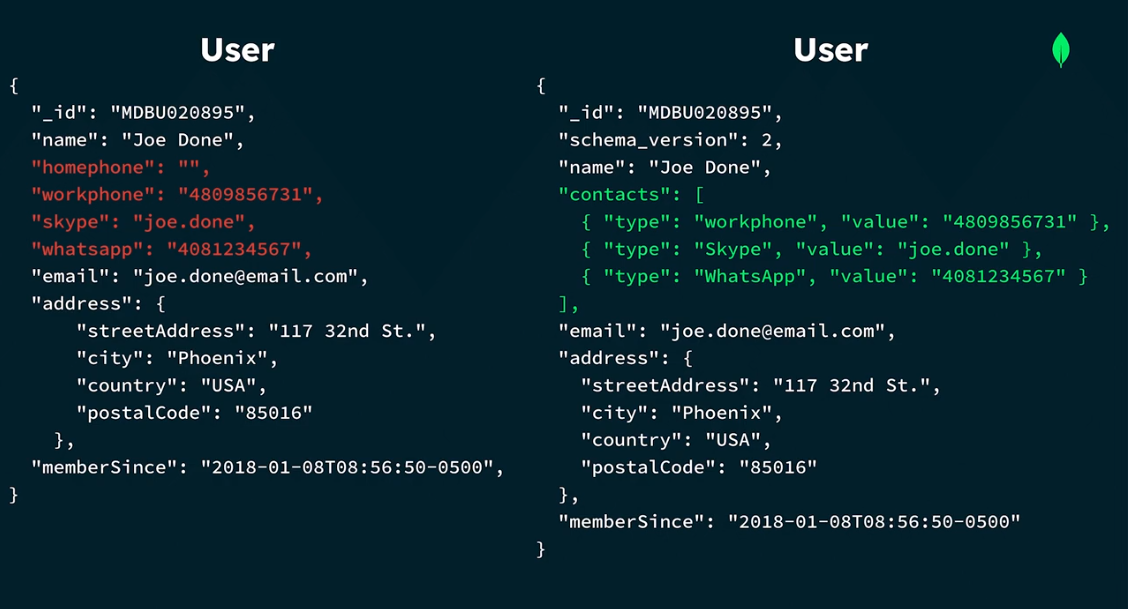 User
{
  "_id": "MDBU020895",
  "name": "Joe Done",
  "homephone": "",
  "workphone": "4809856731",
  "skype": "joe.done",
  "whatsapp": "4081234567",
  "email": "joe.done@email.com",
  "address": {
      "streetAddress": "117 32nd St.",
      "city": "Phoenix",
      "country": "USA",
      "postalCode": "85016"
    },
  "memberSince": "2018-01-08T08:56:50-0500",
}
User
{
  "_id": "MDBU020895",
  "schema_version": 2,
  "name": "Joe Done",
  "contacts": [
    { "type": "workphone", "value": "4809856731" },
    { "type": "Skype", "value": "joe.done" },
    { "type": "WhatsApp", "value": "4081234567" }
  ],
  "email": "joe.done@email.com",
  "address": {
    "streetAddress": "117 32nd St.",
    "city": "Phoenix",
    "country": "USA",
    "postalCode": "85016"
  },
  "memberSince": "2018-01-08T08:56:50-0500"
}